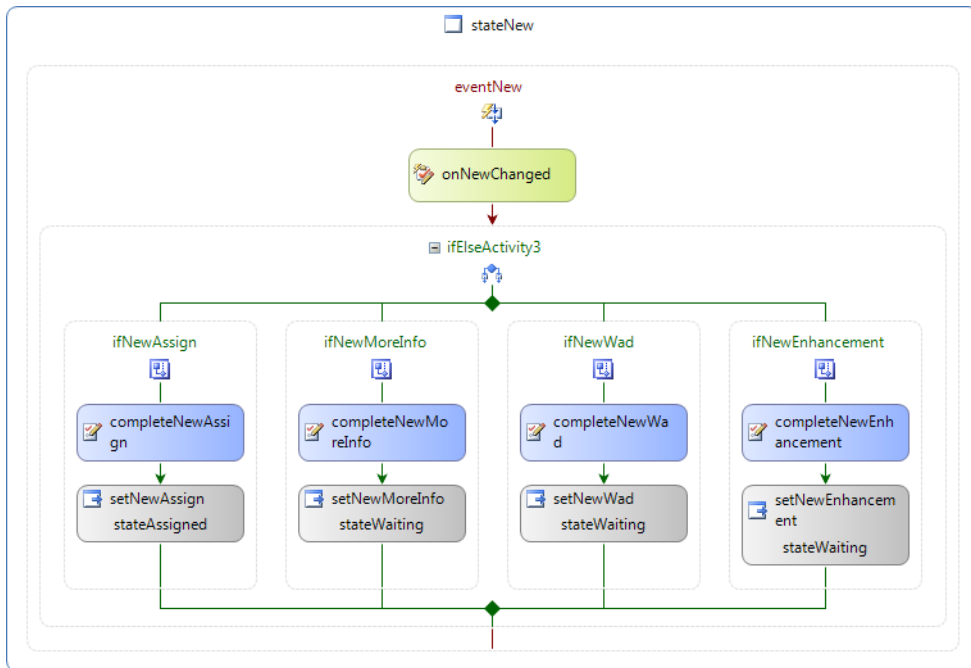 stateNew
eventNew
onNewChanged
ifElseActivity3
ifNewAssign
completeNewAssi
gn
setNewAssign
stateAssigned
ifNewMoreInfo
completeNewMo
reInfo
setNewMoreInfo
stateWaiting
ifNewWad
completeNewWa
d
setNewWad
stateWaiting
ifNewEnhancement
completeNewEnh
ancement
setNewEnhancem
ent
stateWaiting